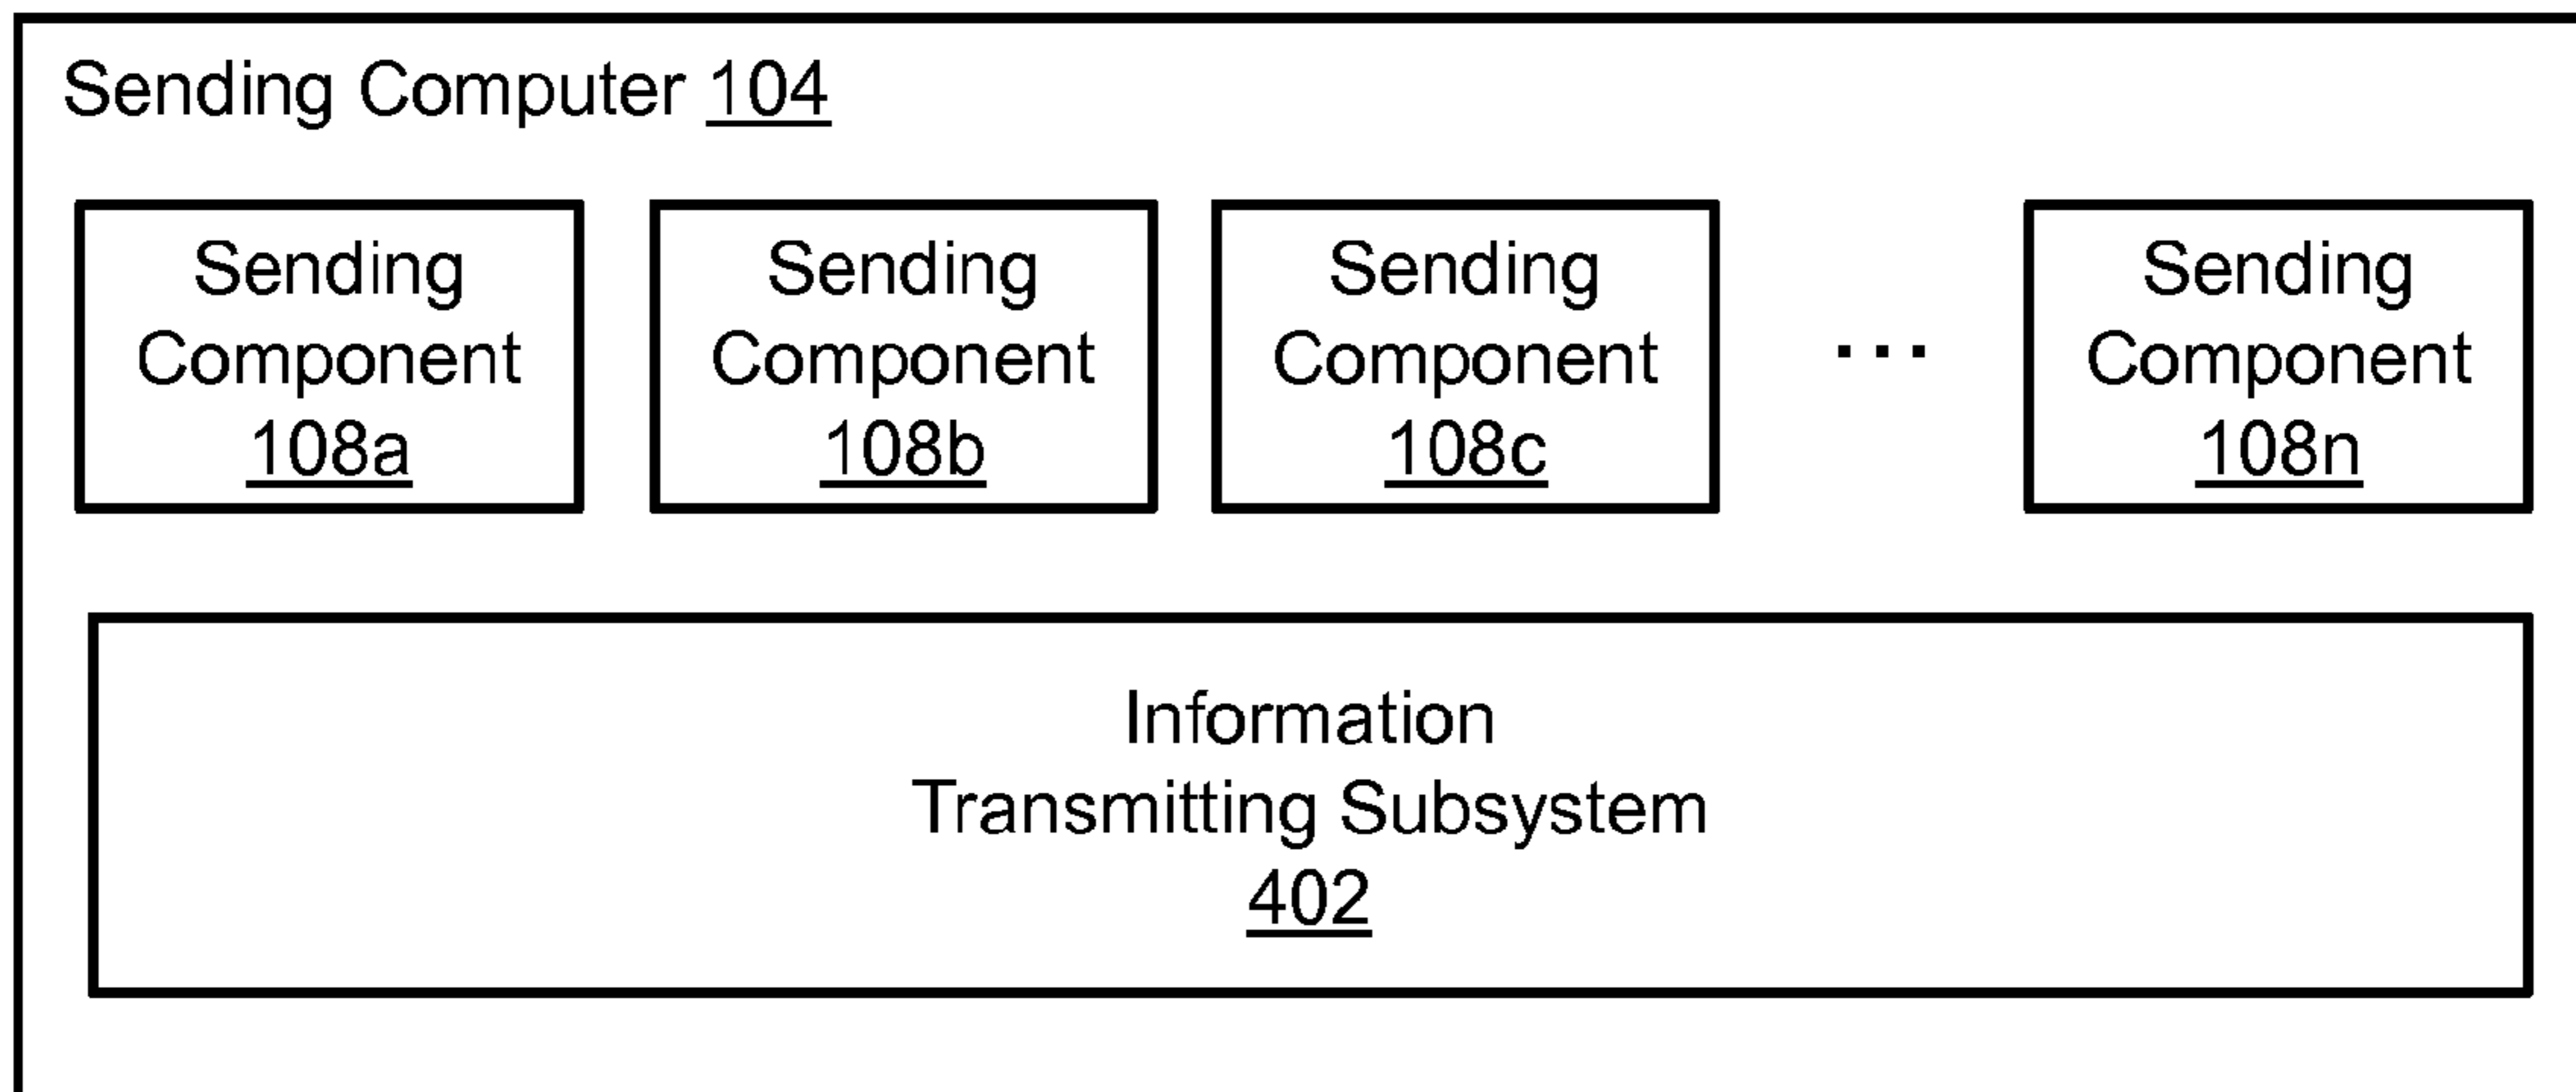 Sending Computer 104
Sending
Component
108a
Sending
Component
108b
Sending
Component
108c
...
Sending
Component
108n
Information
Transmitting Subsystem
402